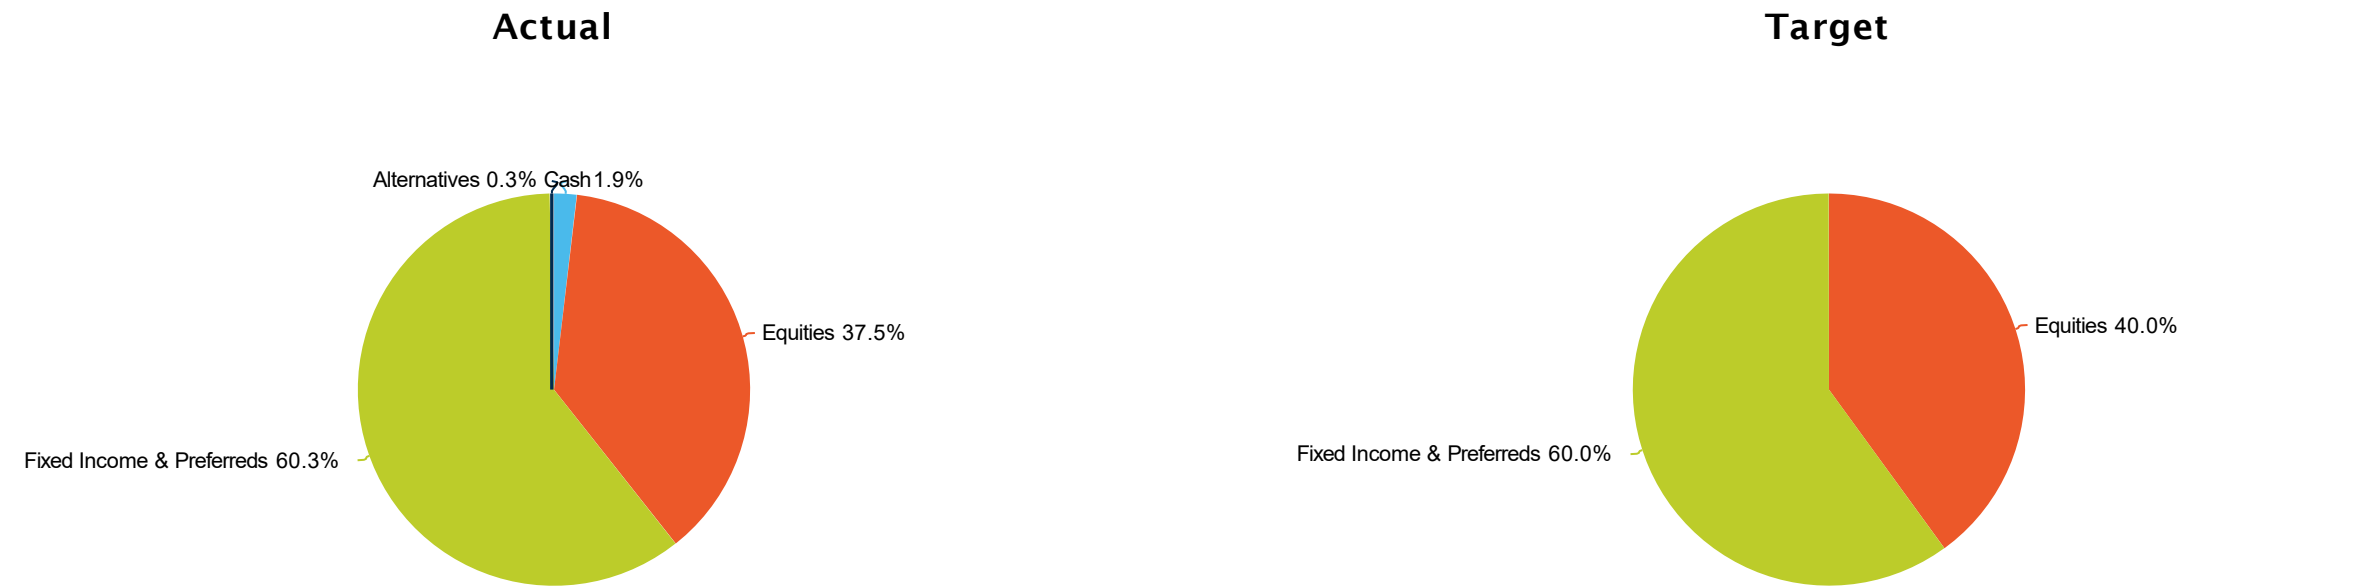 Actual
Target
Alternatives 0.3% Cash 1.9%
Equities 37.5%
Equities 40.0%
Fixed Income & Preferreds 60.3%
Fixed Income & Preferreds 60.0%